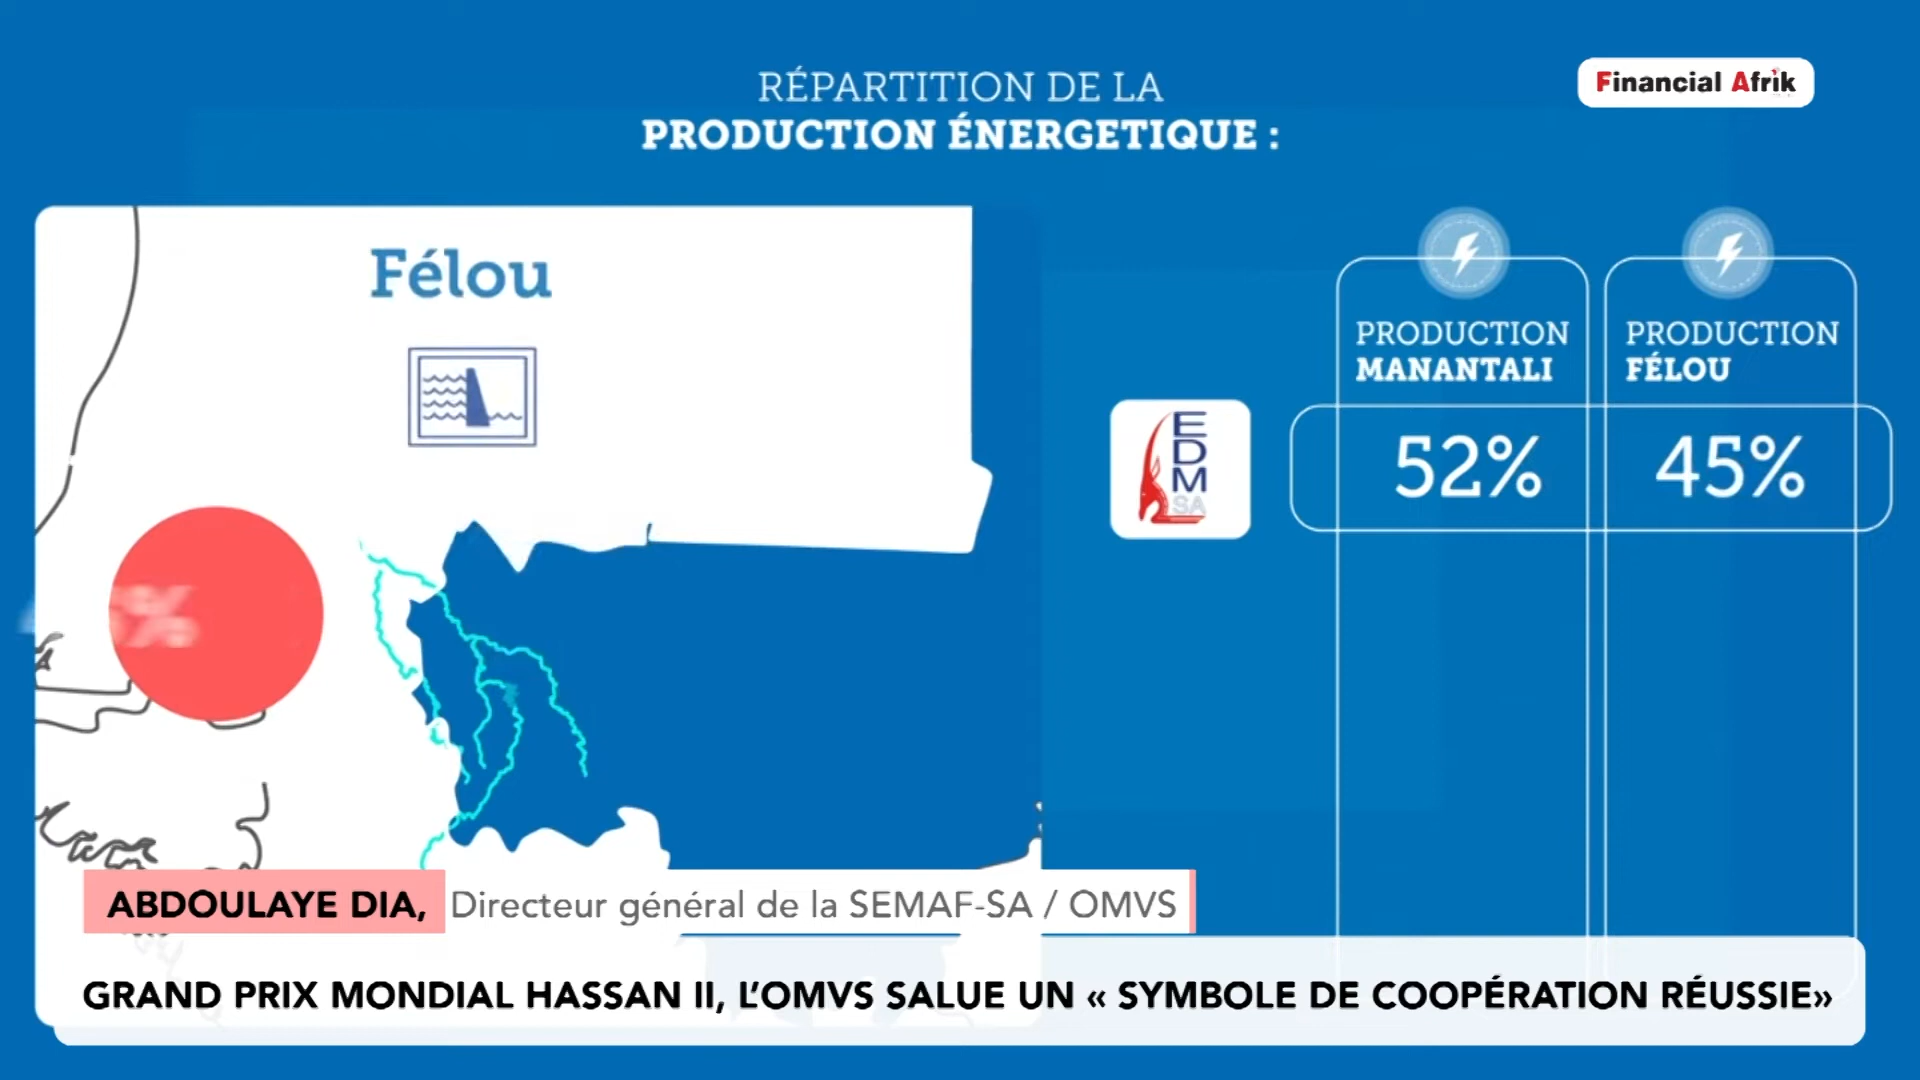 RÉPARTITION DE LA
PRODUCTION ÉNERGETIQUE :
Financial Afrik
Félou
PRODUCTION
MANANTALI
PRODUCTION
FÉLOU
EDM
SA
52%
45%
ABDOULAYE DIA, Directeur général de la SEMAF-SA / OMVS
GRAND PRIX MONDIAL HASSAN II, L'OMVS SALUE UN « SYMBOLE DE COOPÉRATION RÉUSSIE»